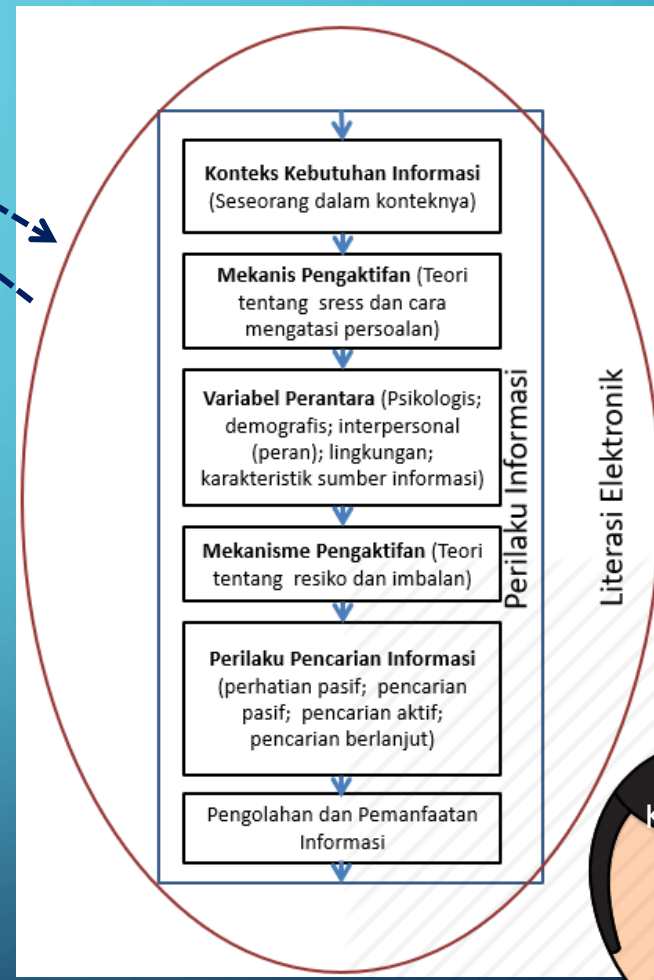 Konteks Kebutuhan Informasi
(Seseorang dalam konteknya)
Mekanis Pengaktifan (Teori
tentang sress dan cara
mengatasi persoalan)
Variabel Perantara (Psikologis;
demografis; interpersonal
(peran); lingkungan;
karakteristik sumber informasi)
Mekanisme Pengaktifan (Teori
tentang resiko dan imbalan)
Perilaku Pencarian Informasi
(perhatian pasif; pencarian
pasif; pencarian aktif;
pencarian berlanjut)
Pengolahan dan Pemanfaatan
Informasi
Perilaku Informasi
Literasi Elektronik